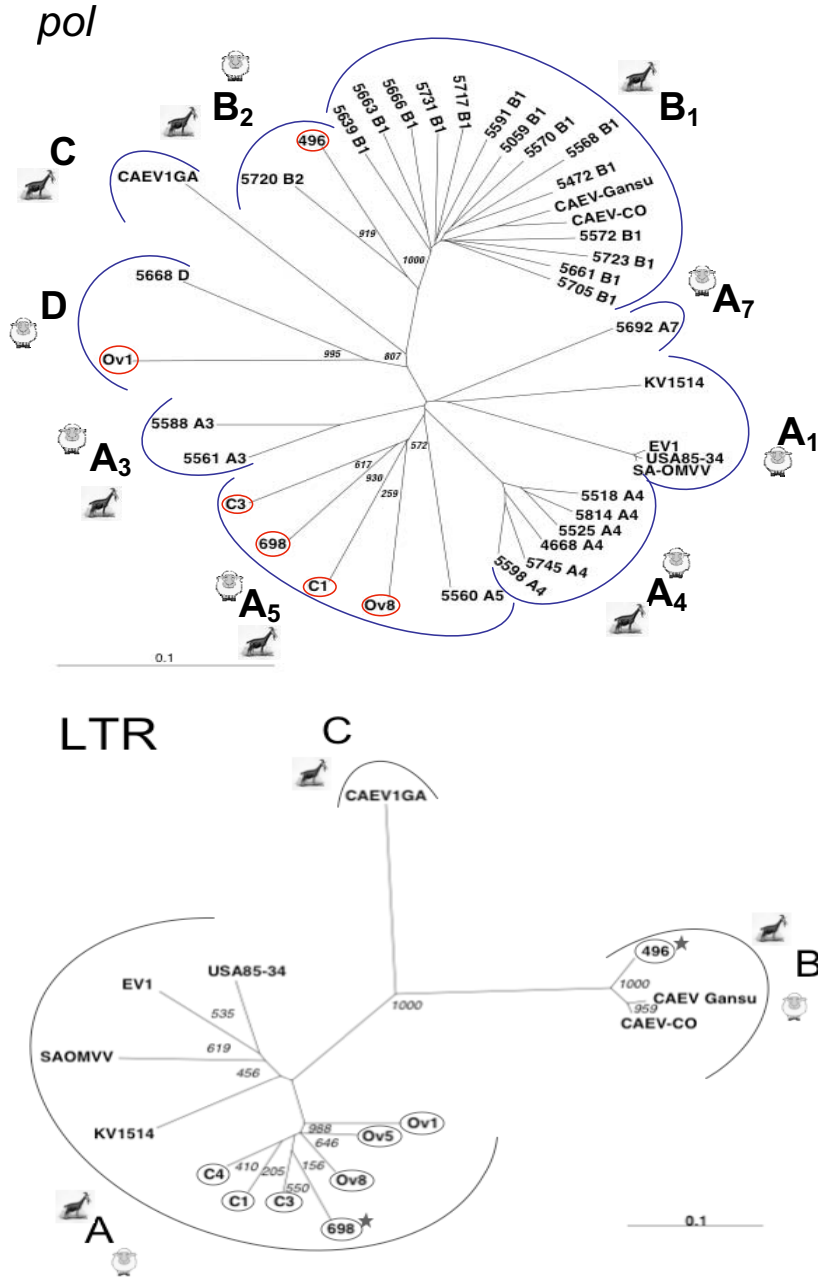 pol
B2
B1
C
D
A7
A1
A3
A5
A4
5639 B1
5663 B1
5666 B1
5731 B1
5717 B1
5591 B1
5059 B1
5570 B1
5568 B1
5472 B1
CAEV-Gansu
CAEV-CO
5572 B1
5723 B1
5661 B1
5705 B1
496
5720 B2
919
1000
CAEV1GA
5668 D
Ov1
995
807
5692 A7
KV1514
EV1
USA85-34
SA-OMVV
5588 A3
5561 A3
572
617
930
259
C3
698
C1
Ov8
5560 A5
5518 A4
5814 A4
5525 A4
4668 A4
5745 A4
5598 A4
0.1
LTR
C
CAEV1GA
496
B
1000
1000
CAEV Gansu
959
CAEV-CO
USA85-34
EV1
535
SAOMVV
619
456
KV1514
Ov1
988
Ov5
646
C4
410
205
156
Ov8
C1
C3
550
698
A
0.1